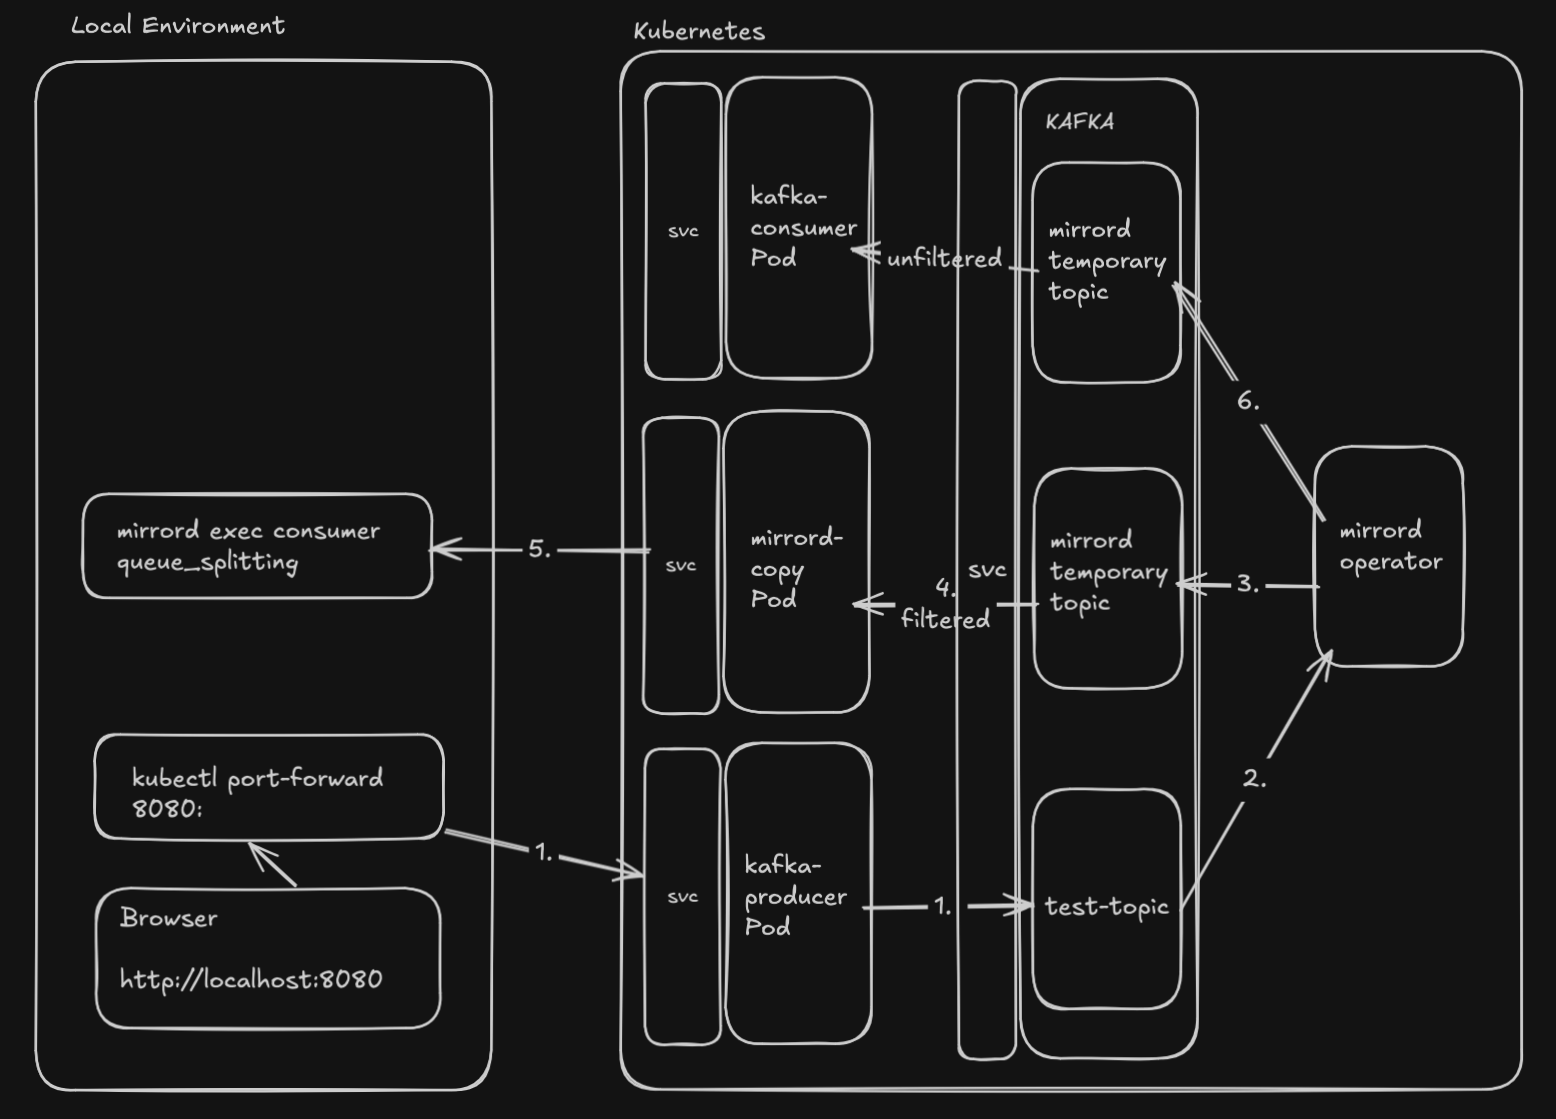 Local Environment
Kubernetes
KAFKA
svc
kafka-
consumer
Pod
unfiltered
mirrord
temporary
topic
6.
mirrord exec consumer
queue_splitting
5.
svc
mirrord-
copy
Pod
4.
filtered
svc
mirrord
temporary
topic
3.
mirrord
operator
kubectl port-forward
8080:
1.
Browser
http://localhost:8080
svc
kafka-
producer
Pod
1.
test-topic
2.